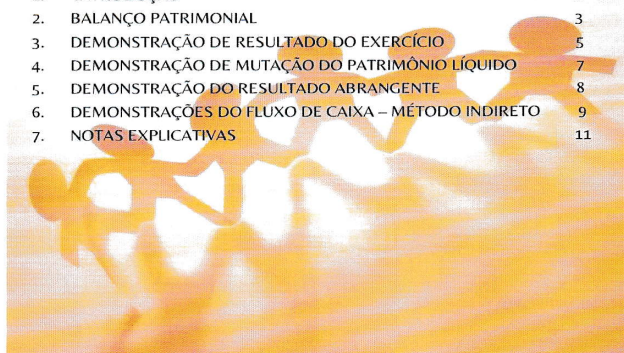 2. BALANÇO PATRIMONIAL 3
3. DEMONSTRAÇÃO DE RESULTADO DO EXERCÍCIO 5
4. DEMONSTRAÇÃO DE MUTAÇÃO DO PATRIMÔNIO LÍQUIDO 7
5. DEMONSTRAÇÃO DO RESULTADO ABRANGENTE 8
6. DEMONSTRAÇÕES DO FLUXO DE CAIXA – MÉTODO INDIRETO 9
7. NOTAS EXPLICATIVAS 11